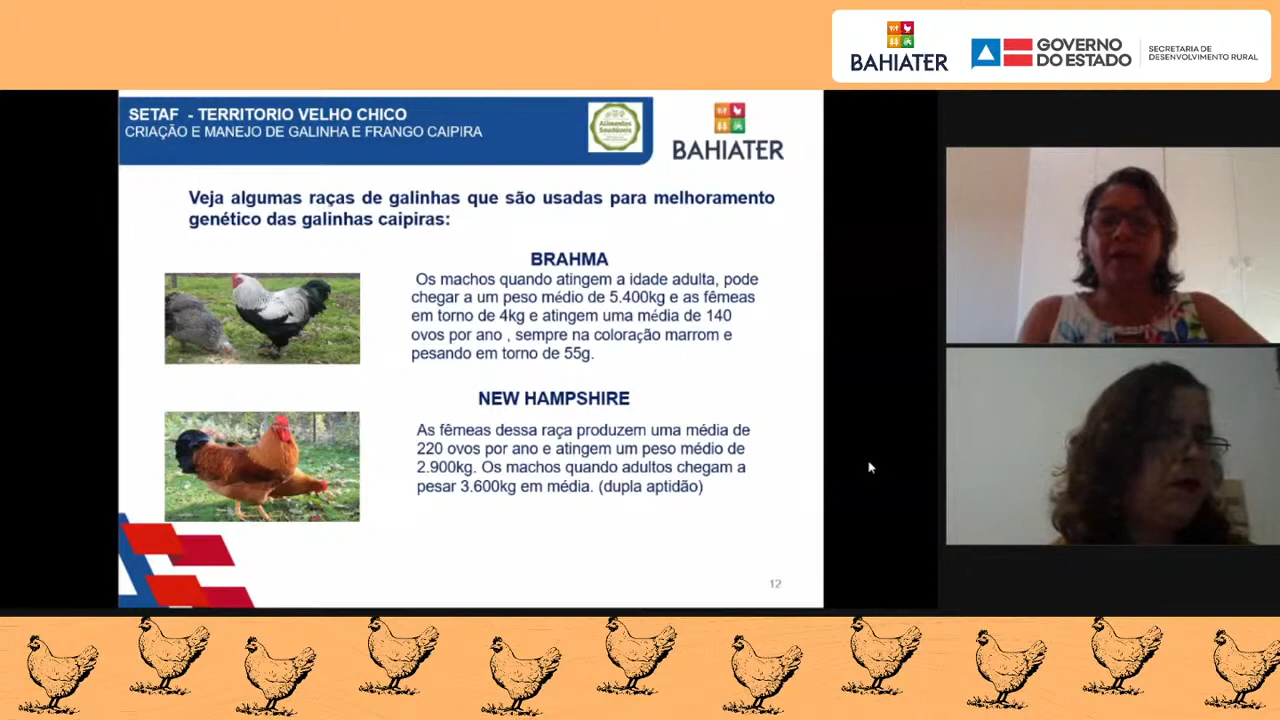 BAHIATER
GOVERNO
DO ESTADO
SECRETARIA DE
DESENVOLVIMENTO RURAL
SETAF - TERRITORIO VELHO CHICO
CRIAÇÃO E MANEJO DE GALINHA E FRANGO CAIPIRA
Alimentos
Saudáveis
BAHIATER
Veja algumas raças de galinhas que são usadas para melhoramento
genético das galinhas caipiras:
BRAHMA
Os machos quando atingem a idade adulta, pode
chegar a um peso médio de 5.400kg e as fêmeas
em torno de 4kg e atingem uma média de 140
ovos por ano , sempre na coloração marrom e
pesando em torno de 55g.
NEW HAMPSHIRE
As fêmeas dessa raça produzem uma média de
220 ovos por ano e atingem um peso médio de
2.900kg. Os machos quando adultos chegam a
pesar 3.600kg em média. (dupla aptidão)
12